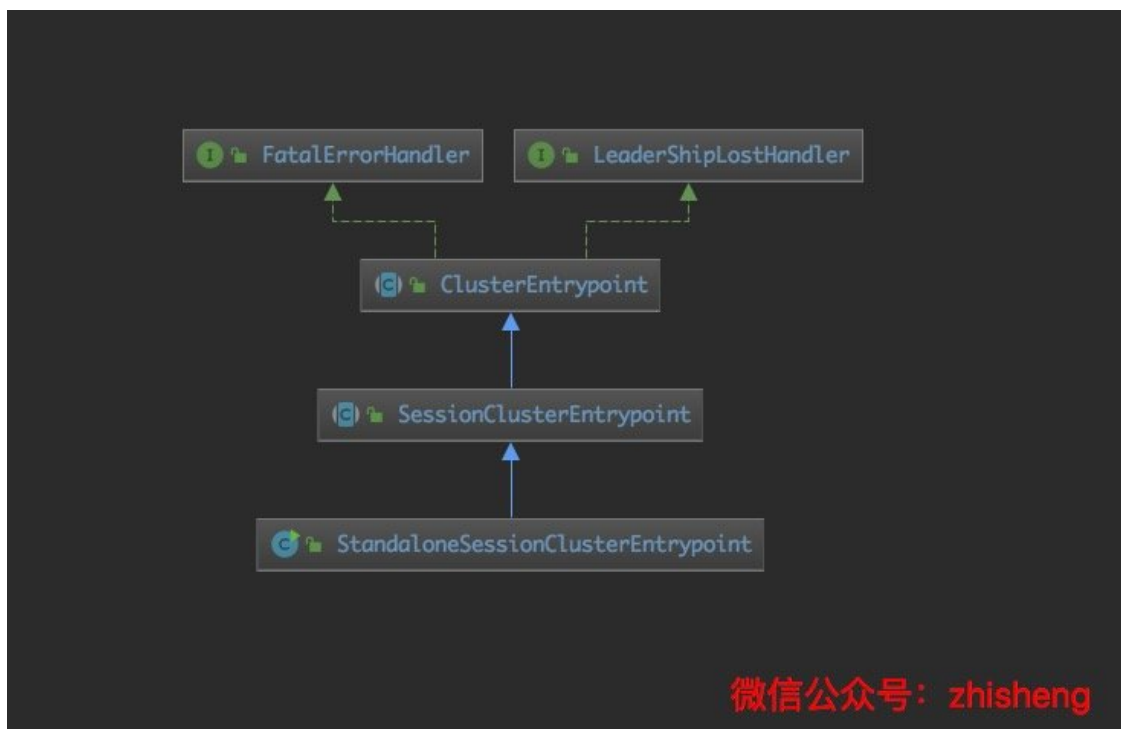 FatalErrorHandler
LeaderShipLostHandler
ClusterEntrypoint
SessionClusterEntrypoint
StandaloneSessionClusterEntrypoint
微信公众号：zhisheng